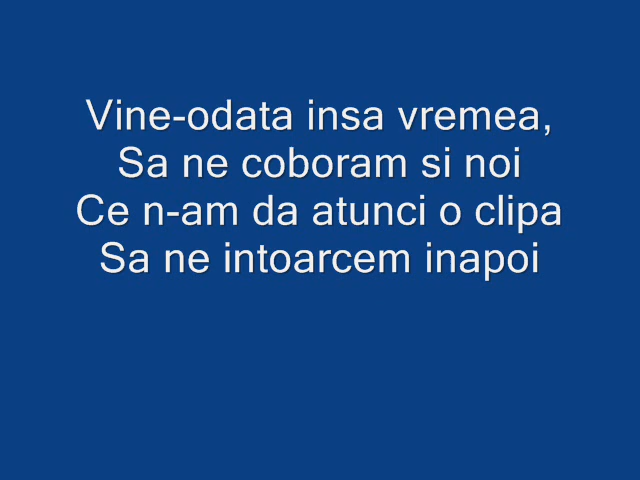 Vine-odata insa vremea,
Sa ne coboram si noi
Ce n-am da atunci o clipa
Sa ne intoarcem inapoi